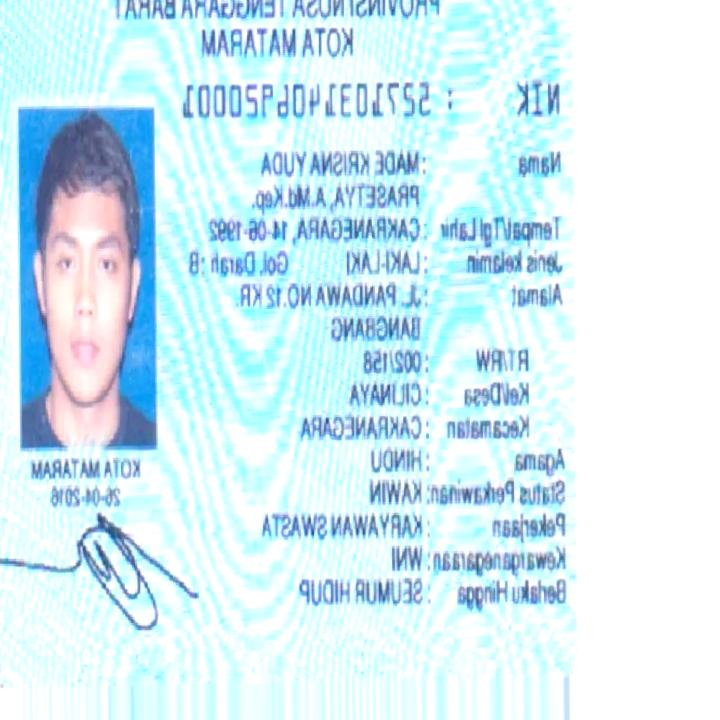 PROVINSI NUSA TENGGARA BARAT
KOTA MATARAM
NIK : 5271031406920001
Nama : MADE KRISNA YUDA
PRASETYA, A.Md.Kep.
Tempat/Tgl Lahir : CAKRANEGARA, 14-06-1992
Jenis kelamin : LAKI-LAKI Gol. Darah : B
Alamat : JL. PANDAWA NO.12 KR.
BANGBANG
RT/RW : 002/158
Kel/Desa : CILINAYA
Kecamatan : CAKRANEGARA
Agama : HINDU
Status Perkawinan: KAWIN
Pekerjaan : KARYAWAN SWASTA
Kewarganegaraan: WNI
Berlaku Hingga : SEUMUR HIDUP
KOTA MATARAM
26-04-2016